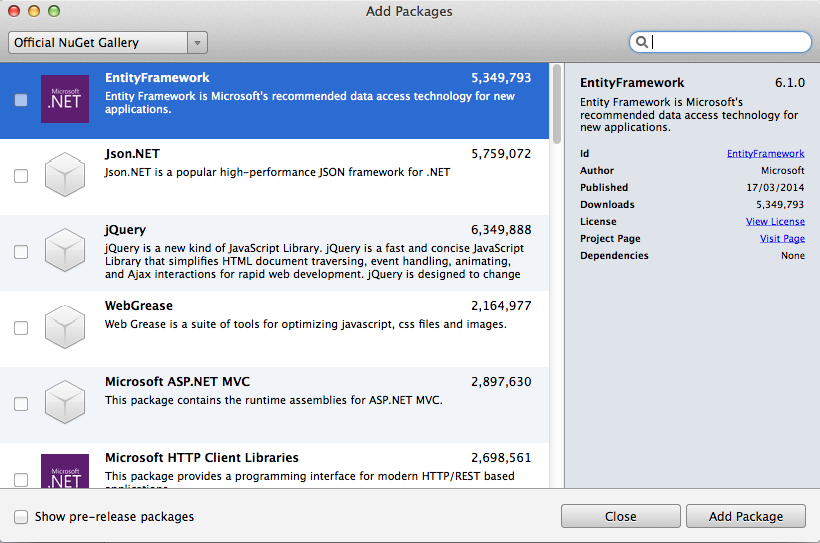 Add Packages
Official NuGet Gallery
Microsoft
.NET
EntityFramework 5,349,793
Entity Framework is Microsoft's recommended data access technology for new
applications.
Json.NET 5,759,072
Json.NET is a popular high-performance JSON framework for .NET
jQuery 6,349,888
jQuery is a new kind of JavaScript Library. jQuery is a fast and concise JavaScript
Library that simplifies HTML document traversing, event handling, animating,
and Ajax interactions for rapid web development. jQuery is designed to change
WebGrease 2,164,977
Web Grease is a suite of tools for optimizing javascript, css files and images.
Microsoft ASP.NET MVC 2,897,630
This package contains the runtime assemblies for ASP.NET MVC.
Microsoft
.NET
Microsoft HTTP Client Libraries 2,698,561
This package provides a programming interface for modern HTTP/REST based
applications
EntityFramework 6.1.0
Entity Framework is Microsoft's
recommended data access technology for
new applications.
Id EntityFramework
Author Microsoft
Published 17/03/2014
Downloads 5,349,793
License View License
Project Page Visit Page
Dependencies None
Show pre-release packages
Close
Add Package